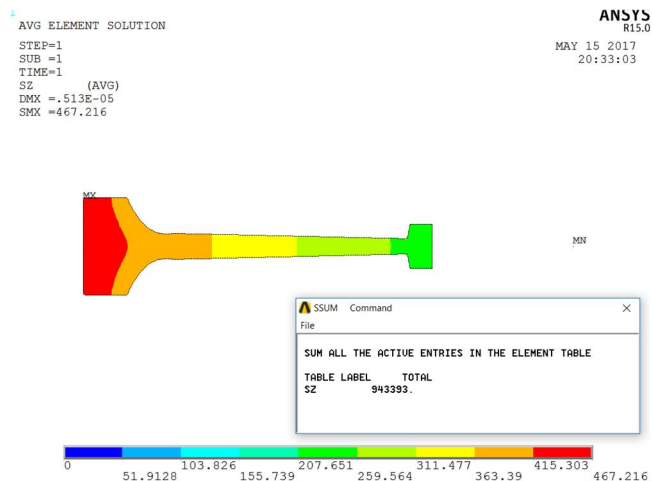 1
AVG ELEMENT SOLUTION
ANSYS
R15.0
STEP=1
SUB =1
TIME=1
SZ (AVG)
DMX =.513E-05
SMX =467.216
MAY 15 2017
20:33:03
MX
MN
SSUM Command
File
SUM ALL THE ACTIVE ENTRIES IN THE ELEMENT TABLE
TABLE LABEL TOTAL
SZ 943393.
0 103.826 207.651 311.477 415.303
51.9128 155.739 259.564 363.39 467.216